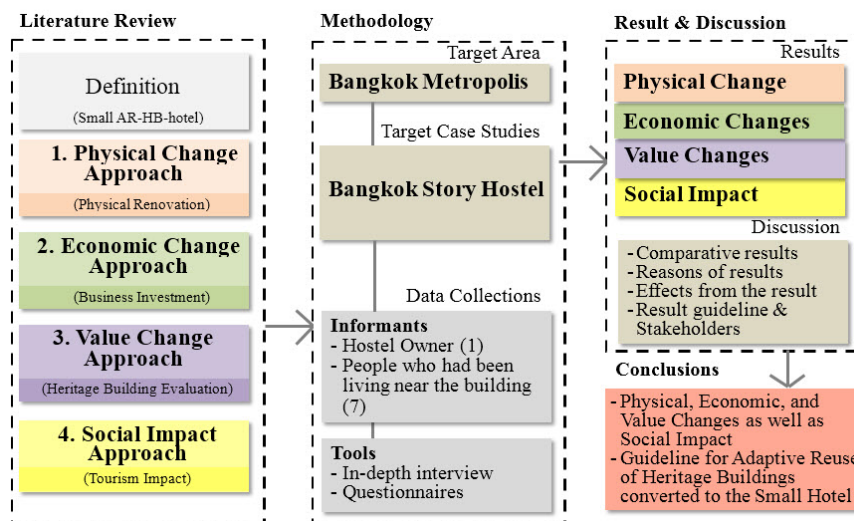 Literature Review
Definition
(Small AR-HB-hotel)
1. Physical Change
Approach
(Physical Renovation)
2. Economic Change
Approach
(Business Investment)
3. Value Change
Approach
(Heritage Building Evaluation)
4. Social Impact
Approach
(Tourism Impact)
Methodology
Target Area
Bangkok Metropolis
Target Case Studies
Bangkok Story Hostel
Data Collections
Informants
- Hostel Owner (1)
- People who had been
living near the building
(7)
Tools
- In-depth interview
- Questionnaires
Result & Discussion
Results
Physical Change
Economic Changes
Value Changes
Social Impact
Discussion
- Comparative results
- Reasons of results
- Effects from the result
- Result guideline &
Stakeholders
Conclusions
- Physical, Economic, and
Value Changes as well as
Social Impact
- Guideline for Adaptive Reuse
of Heritage Buildings
converted to the Small Hotel